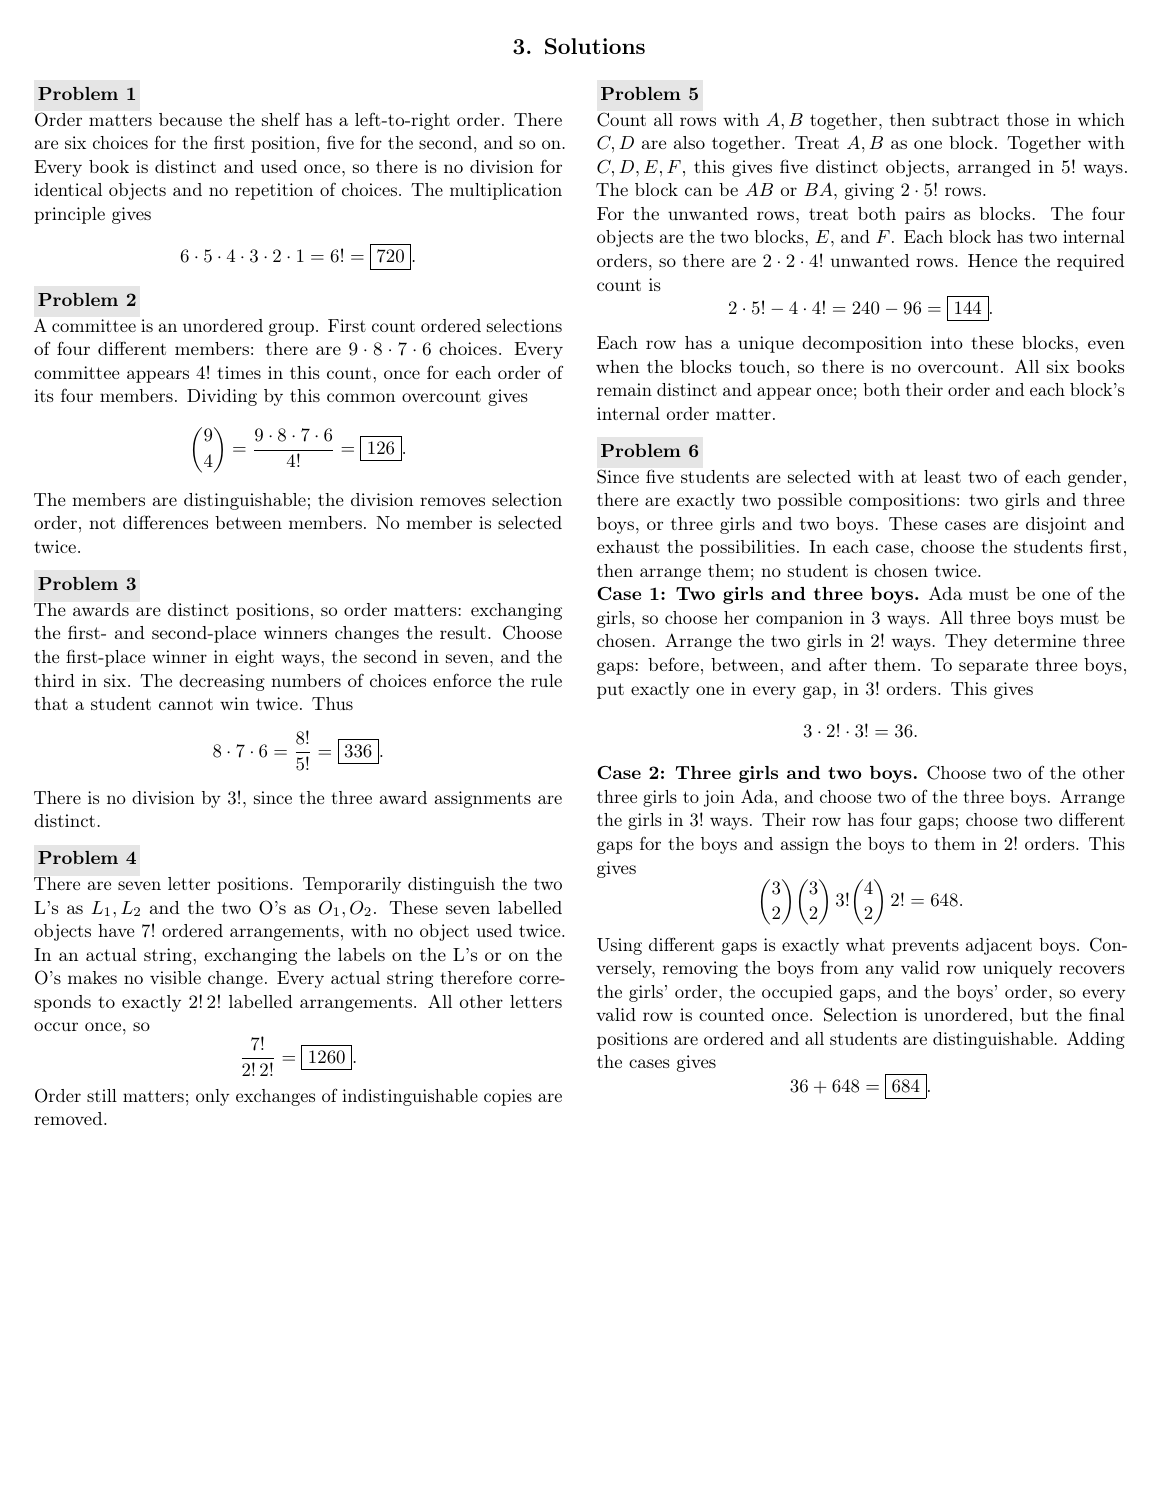 3. Solutions
Problem 1
Order matters because the shelf has a left-to-right order. There
are six choices for the first position, five for the second, and so on.
Every book is distinct and used once, so there is no division for
identical objects and no repetition of choices. The multiplication
principle gives
6 · 5 · 4 · 3 · 2 · 1 = 6! = 720.
Problem 2
A committee is an unordered group. First count ordered selections
of four different members: there are 9 · 8 · 7 · 6 choices. Every
committee appears 4! times in this count, once for each order of
its four members. Dividing by this common overcount gives
\binom{9}{4} = \frac{9 · 8 · 7 · 6}{4!} = 126.
The members are distinguishable; the division removes selection
order, not differences between members. No member is selected
twice.
Problem 3
The awards are distinct positions, so order matters: exchanging
the first- and second-place winners changes the result. Choose
the first-place winner in eight ways, the second in seven, and the
third in six. The decreasing numbers of choices enforce the rule
that a student cannot win twice. Thus
8 · 7 · 6 = \frac{8!}{5!} = 336.
There is no division by 3!, since the three award assignments are
distinct.
Problem 4
There are seven letter positions. Temporarily distinguish the two
L's as L₁, L₂ and the two O's as O₁, O₂. These seven labelled
objects have 7! ordered arrangements, with no object used twice.
In an actual string, exchanging the labels on the L's or on the
O's makes no visible change. Every actual string therefore corre-
sponds to exactly 2! 2! labelled arrangements. All other letters
occur once, so
\frac{7!}{2! 2!} = 1260.
Order still matters; only exchanges of indistinguishable copies are
removed.
Problem 5
Count all rows with A, B together, then subtract those in which
C, D are also together. Treat A, B as one block. Together with
C, D, E, F, this gives five distinct objects, arranged in 5! ways.
The block can be AB or BA, giving 2 · 5! rows.
For the unwanted rows, treat both pairs as blocks. The four
objects are the two blocks, E, and F. Each block has two internal
orders, so there are 2 · 2 · 4! unwanted rows. Hence the required
count is
2 · 5! − 4 · 4! = 240 − 96 = 144.
Each row has a unique decomposition into these blocks, even
when the blocks touch, so there is no overcount. All six books
remain distinct and appear once; both their order and each block's
internal order matter.
Problem 6
Since five students are selected with at least two of each gender,
there are exactly two possible compositions: two girls and three
boys, or three girls and two boys. These cases are disjoint and
exhaust the possibilities. In each case, choose the students first,
then arrange them; no student is chosen twice.
Case 1: Two girls and three boys. Ada must be one of the
girls, so choose her companion in 3 ways. All three boys must be
chosen. Arrange the two girls in 2! ways. They determine three
gaps: before, between, and after them. To separate three boys,
put exactly one in every gap, in 3! orders. This gives
3 · 2! · 3! = 36.
Case 2: Three girls and two boys. Choose two of the other
three girls to join Ada, and choose two of the three boys. Arrange
the girls in 3! ways. Their row has four gaps; choose two different
gaps for the boys and assign the boys to them in 2! orders. This
gives
\binom{3}{2} \binom{3}{2} 3! \binom{4}{2} 2! = 648.
Using different gaps is exactly what prevents adjacent boys. Con-
versely, removing the boys from any valid row uniquely recovers
the girls' order, the occupied gaps, and the boys' order, so every
valid row is counted once. Selection is unordered, but the final
positions are ordered and all students are distinguishable. Adding
the cases gives
36 + 648 = 684.